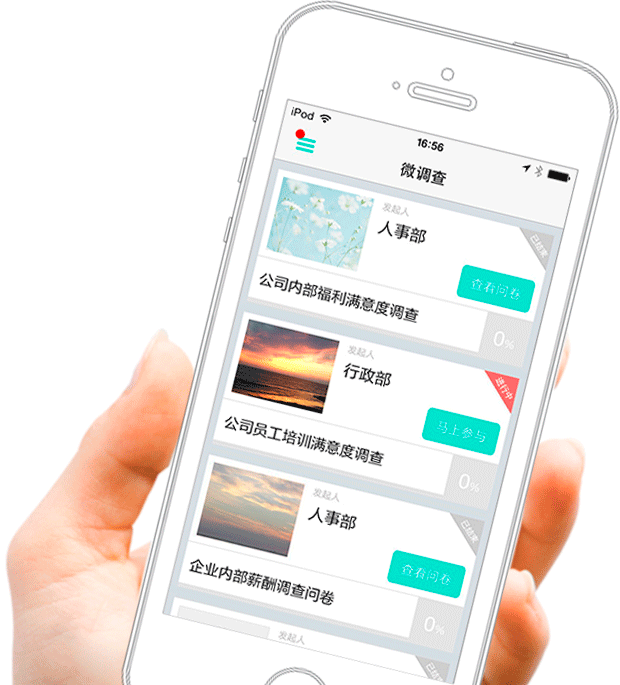 iPod
16:56
微调查
发起人
人事部
已结束
查看问卷
公司内部福利满意度调查
0%
发起人
行政部
进行中
马上参与
公司员工培训满意度调查
0%
发起人
人事部
已结束
查看问卷
企业内部薪酬调查问卷
0%
发起人
已结束